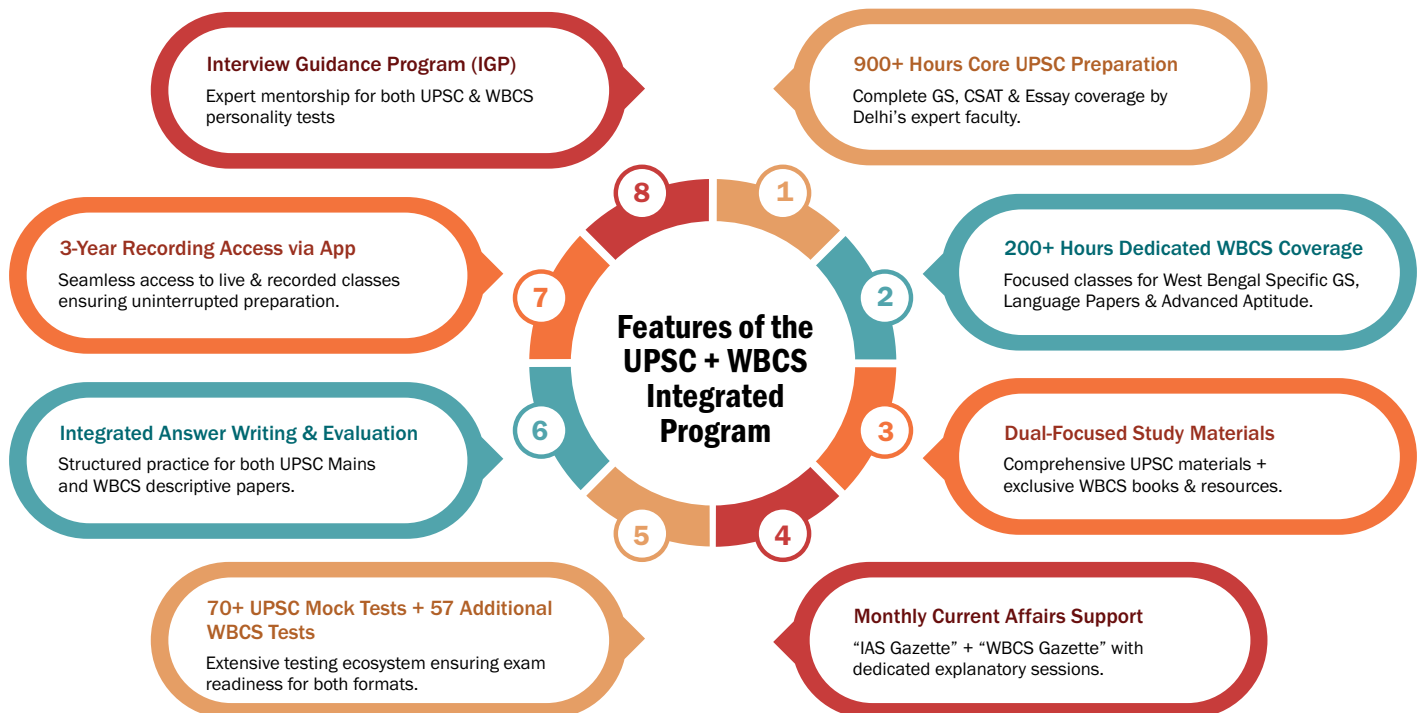 Features of the
UPSC + WBCS
Integrated
Program
1
900+ Hours Core UPSC Preparation
Complete GS, CSAT & Essay coverage by
Delhi’s expert faculty.
2
200+ Hours Dedicated WBCS Coverage
Focused classes for West Bengal Specific GS,
Language Papers & Advanced Aptitude.
3
Dual-Focused Study Materials
Comprehensive UPSC materials +
exclusive WBCS books & resources.
4
Monthly Current Affairs Support
“IAS Gazette” + “WBCS Gazette” with
dedicated explanatory sessions.
5
70+ UPSC Mock Tests + 57 Additional
WBCS Tests
Extensive testing ecosystem ensuring exam
readiness for both formats.
6
Integrated Answer Writing & Evaluation
Structured practice for both UPSC Mains
and WBCS descriptive papers.
7
3-Year Recording Access via App
Seamless access to live & recorded classes
ensuring uninterrupted preparation.
8
Interview Guidance Program (IGP)
Expert mentorship for both UPSC & WBCS
personality tests